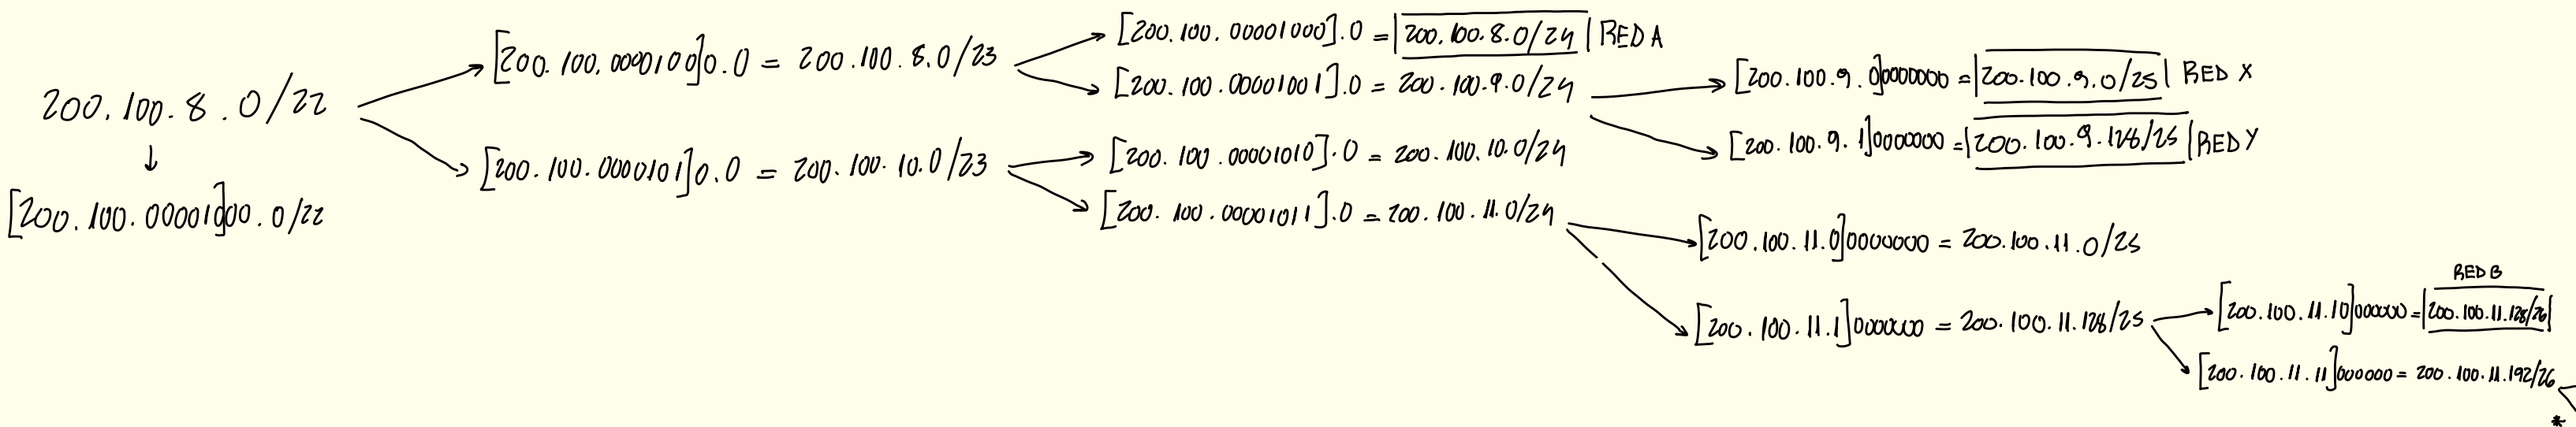 200.100.8.0/22
[200.100.000010]00.0/22
[200.100.0000100]0.0 = 200.100.8.0/23
[200.100.0000101]0.0 = 200.100.10.0/23
[200.100.00001000].0 = 200.100.8.0/24 RED A
[200.100.00001001].0 = 200.100.9.0/24
[200.100.00001010].0 = 200.100.10.0/24
[200.100.00001011].0 = 200.100.11.0/24
[200.100.9.0]0000000 = 200.100.9.0/25 RED X
[200.100.9.1]0000000 = 200.100.9.128/25 RED Y
[200.100.11.0]0000000 = 200.100.11.0/25
[200.100.11.1]0000000 = 200.100.11.128/25
RED B
[200.100.11.10]000000 = 200.100.11.128/26
[200.100.11.11]000000 = 200.100.11.192/26
*